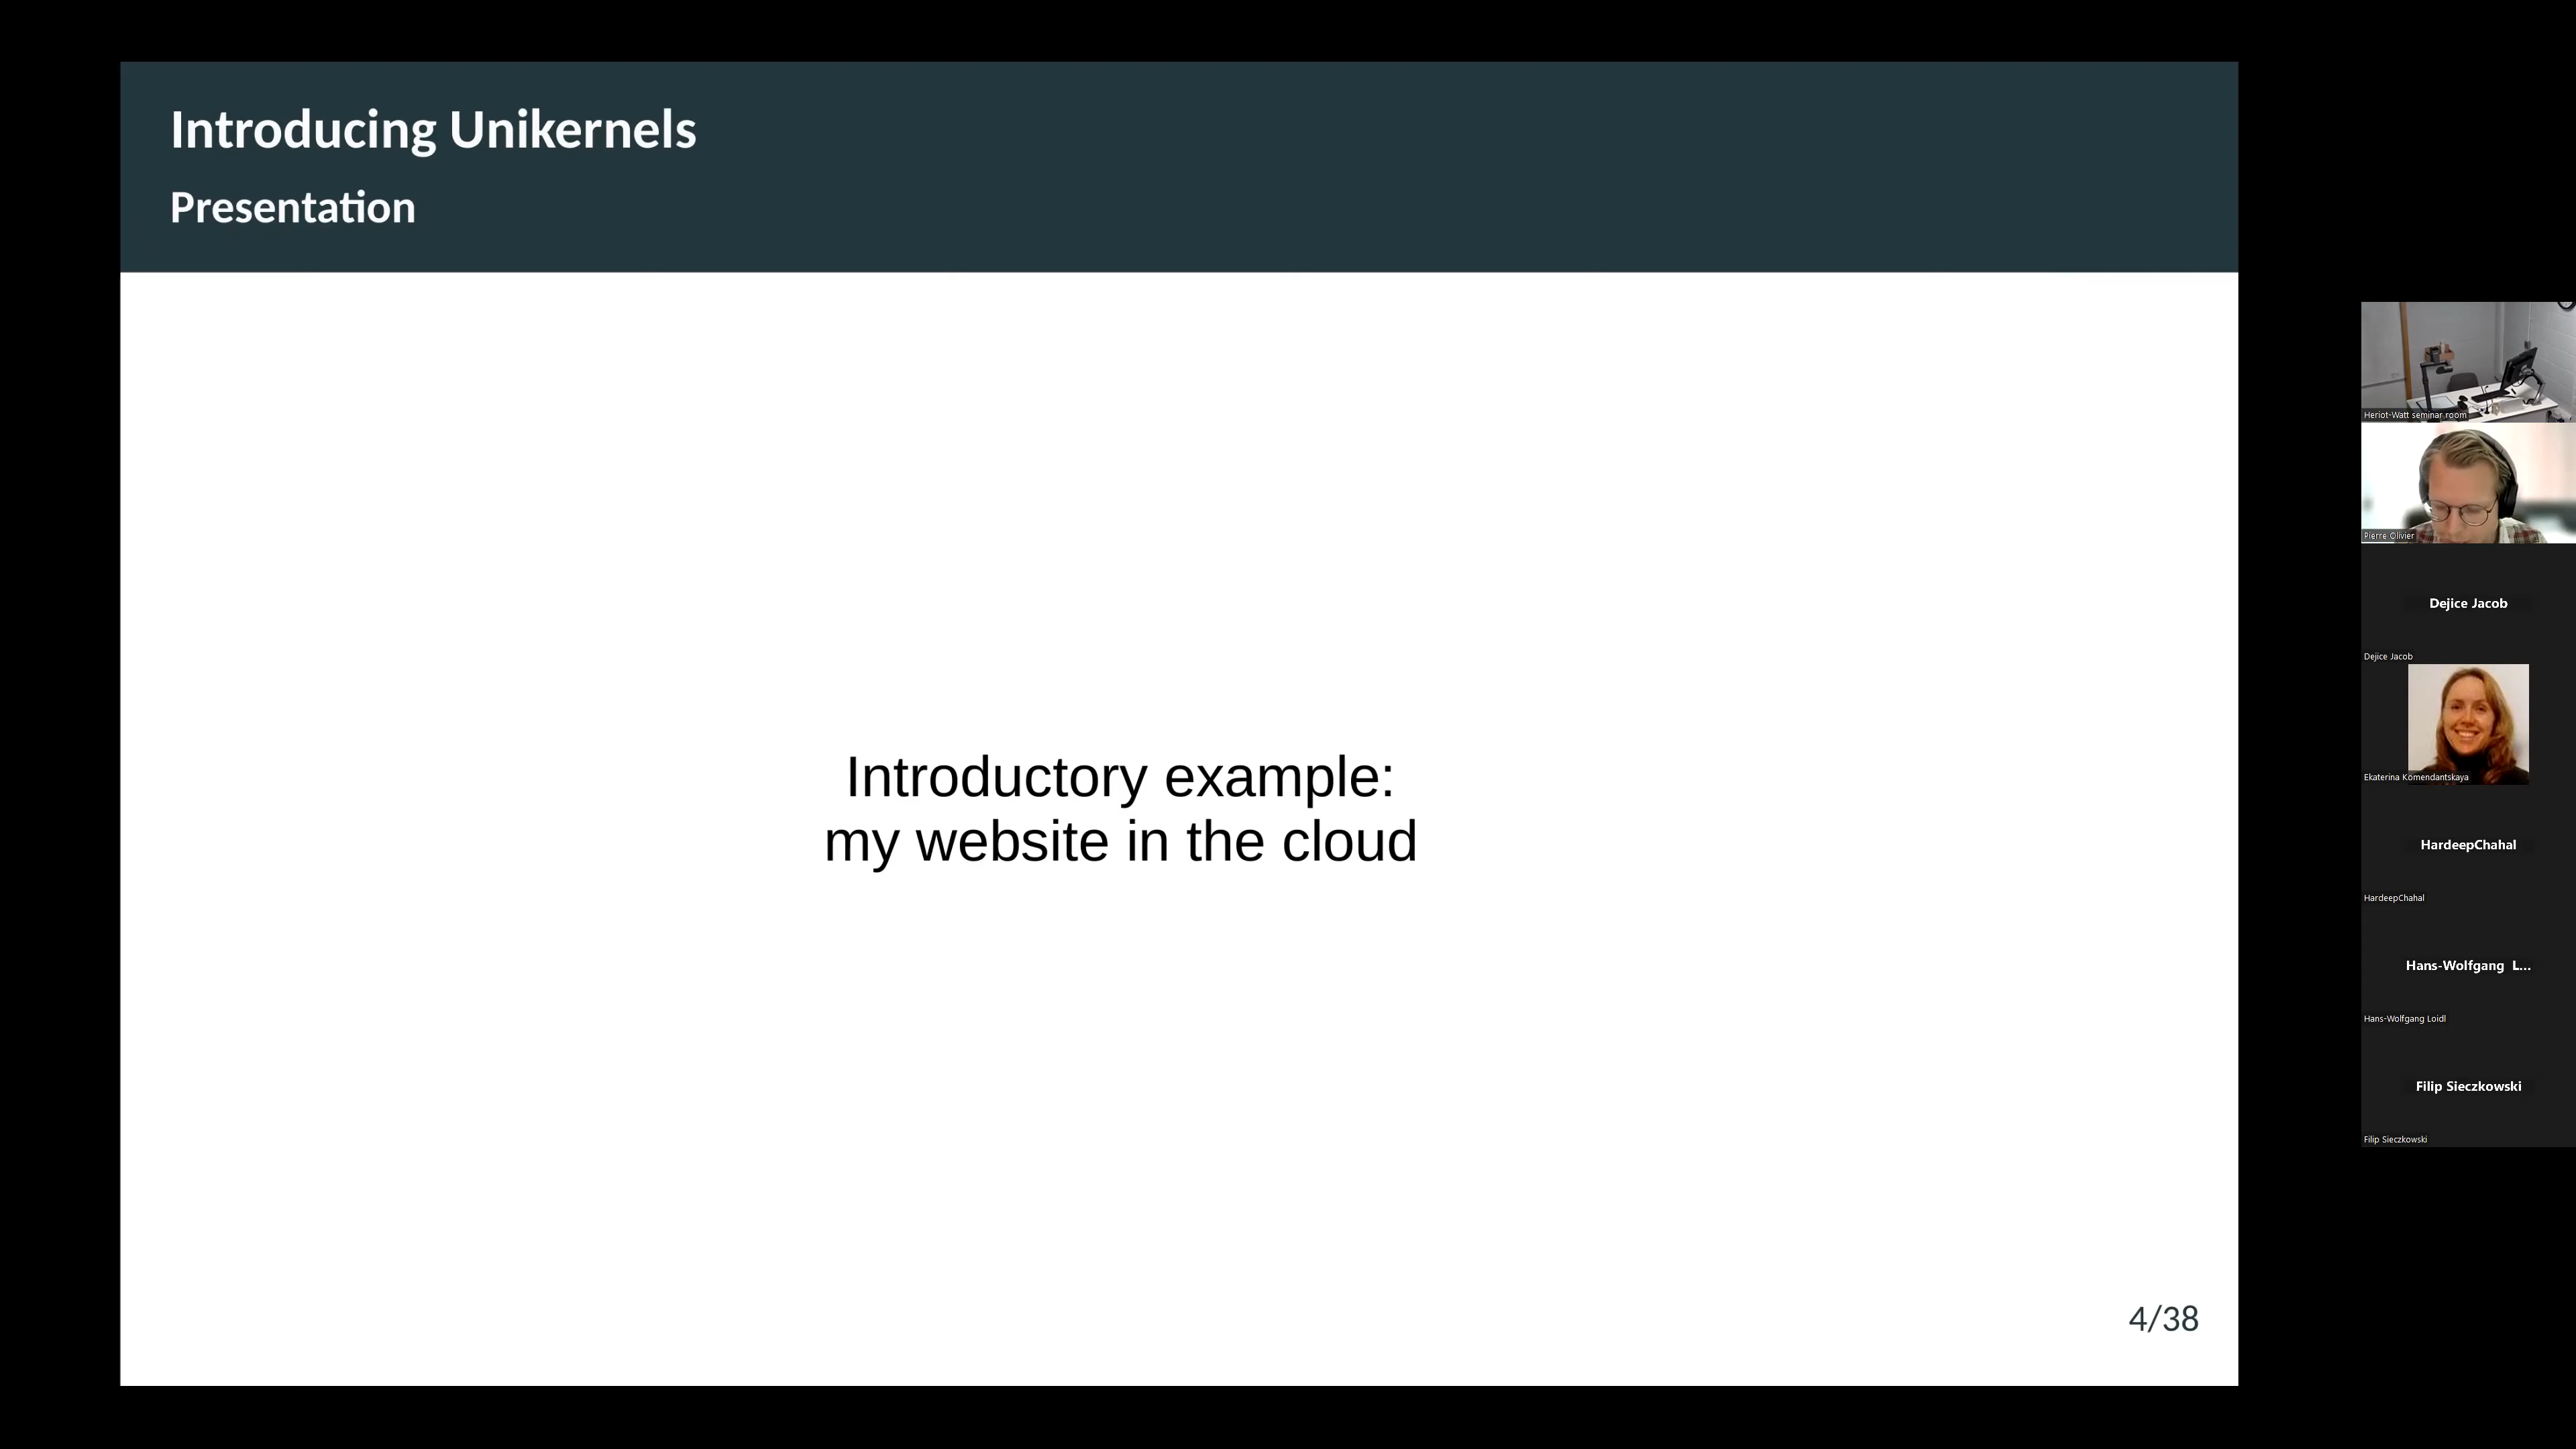 Introducing Unikernels
Presentation
Introductory example:
my website in the cloud
4/38
Heriot-Watt seminar room
Pierre Olivier
Dejice Jacob
Dejice Jacob
Ekaterina Komendantskaya
HardeepChahal
HardeepChahal
Hans-Wolfgang L...
Hans-Wolfgang Loidl
Filip Sieczkowski
Filip Sieczkowski